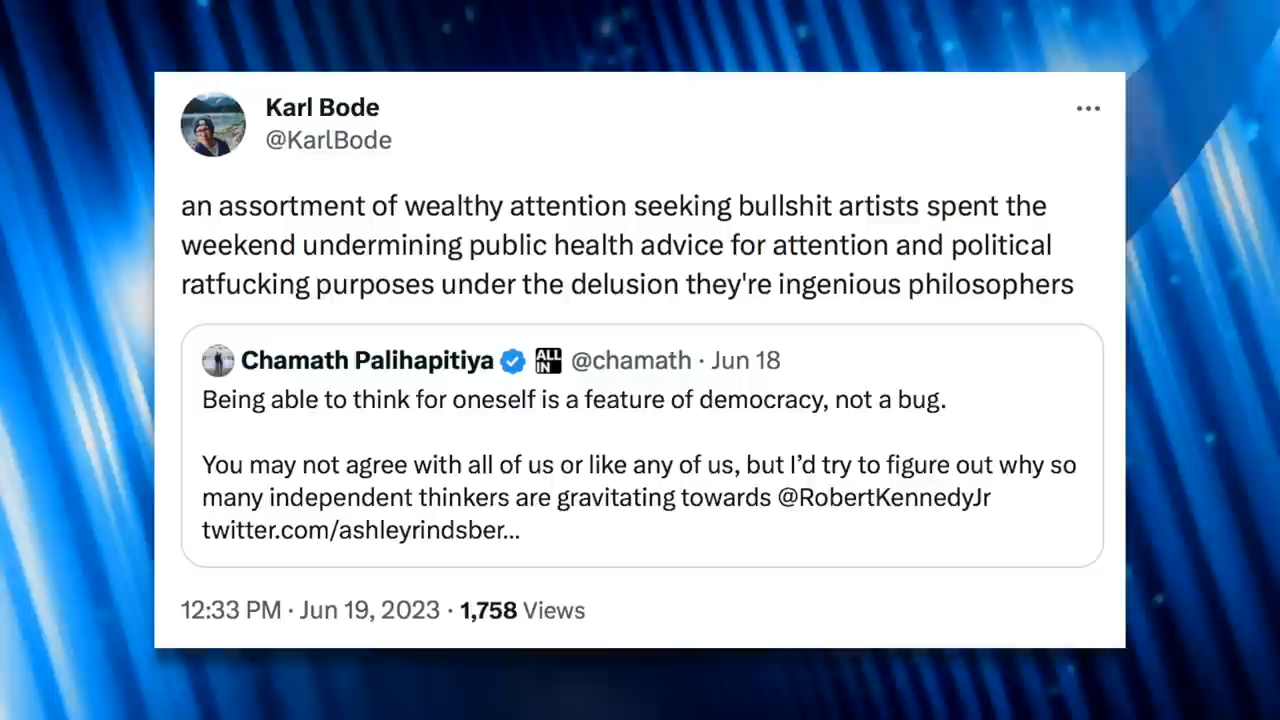 Karl Bode
@KarlBode
an assortment of wealthy attention seeking bullshit artists spent the
weekend undermining public health advice for attention and political
ratfucking purposes under the delusion they're ingenious philosophers
Chamath Palihapitiya ALL IN @chamath · Jun 18
Being able to think for oneself is a feature of democracy, not a bug.
You may not agree with all of us or like any of us, but I’d try to figure out why so
many independent thinkers are gravitating towards @RobertKennedyJr
twitter.com/ashleyrindsber...
12:33 PM · Jun 19, 2023 · 1,758 Views